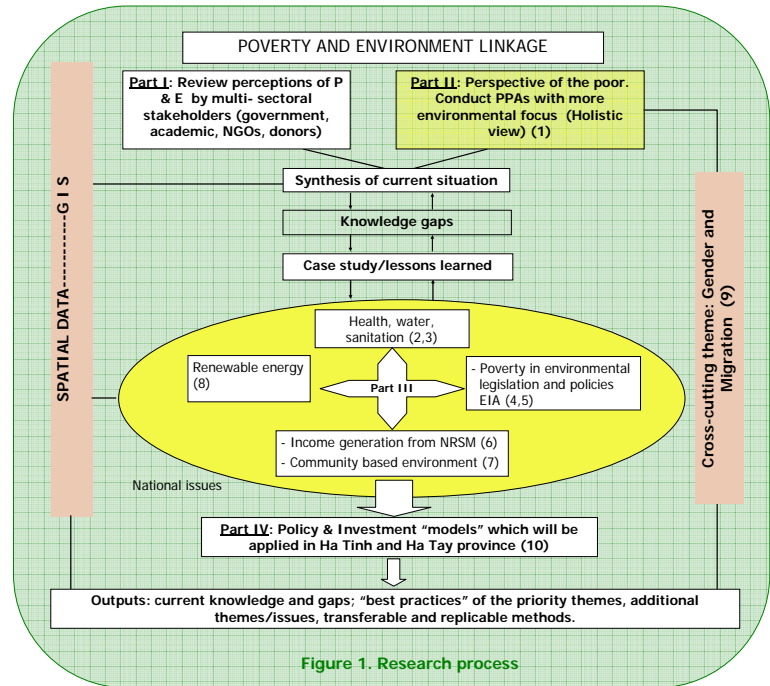 POVERTY AND ENVIRONMENT LINKAGE
Part I: Review perceptions of P
& E by multi- sectoral
stakeholders (government,
academic, NGOs, donors)
Part II: Perspective of the poor.
Conduct PPAs with more
environmental focus (Holistic
view) (1)
SPATIAL DATA-----------G I S
Synthesis of current situation
Knowledge gaps
Case study/lessons learned
Cross-cutting theme: Gender and
Migration (9)
Health, water,
sanitation (2,3)
Renewable energy
(8)
Part III
- Poverty in environmental
legislation and policies
EIA (4,5)
- Income generation from NRSM (6)
- Community based environment (7)
National issues
Part IV: Policy & Investment “models” which will be
applied in Ha Tinh and Ha Tay province (10)
Outputs: current knowledge and gaps; “best practices” of the priority themes, additional
themes/issues, transferable and replicable methods.
Figure 1. Research process